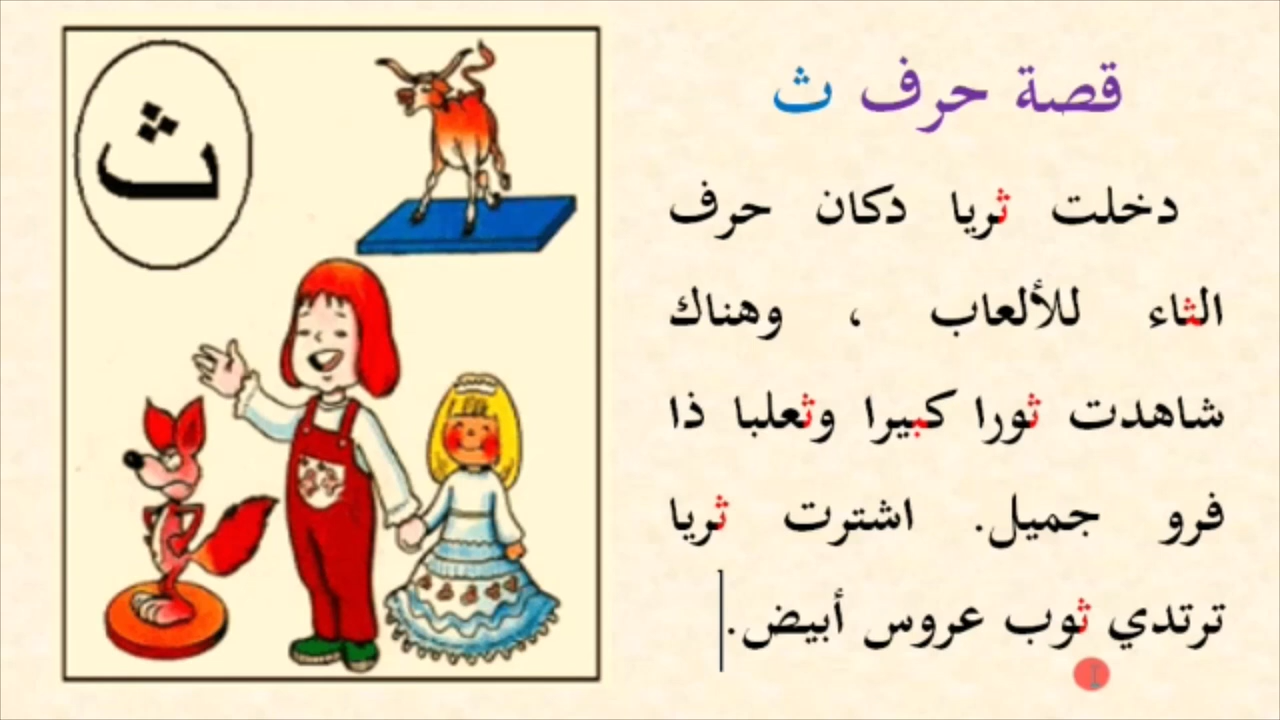 ث
قصة حرف ث
دخلت ثريا دكان حرف
الثاء للألعاب ، وهناك
شاهدت ثورا كبيرا وثعلبا ذا
فرو جميل. اشترت ثريا
ترتدي ثوب عروس أبيض.